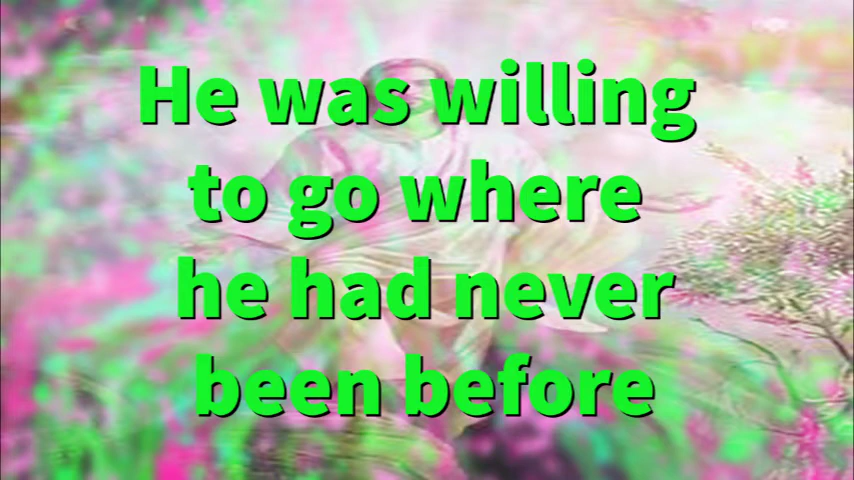 He was willing
to go where
he had never
been before